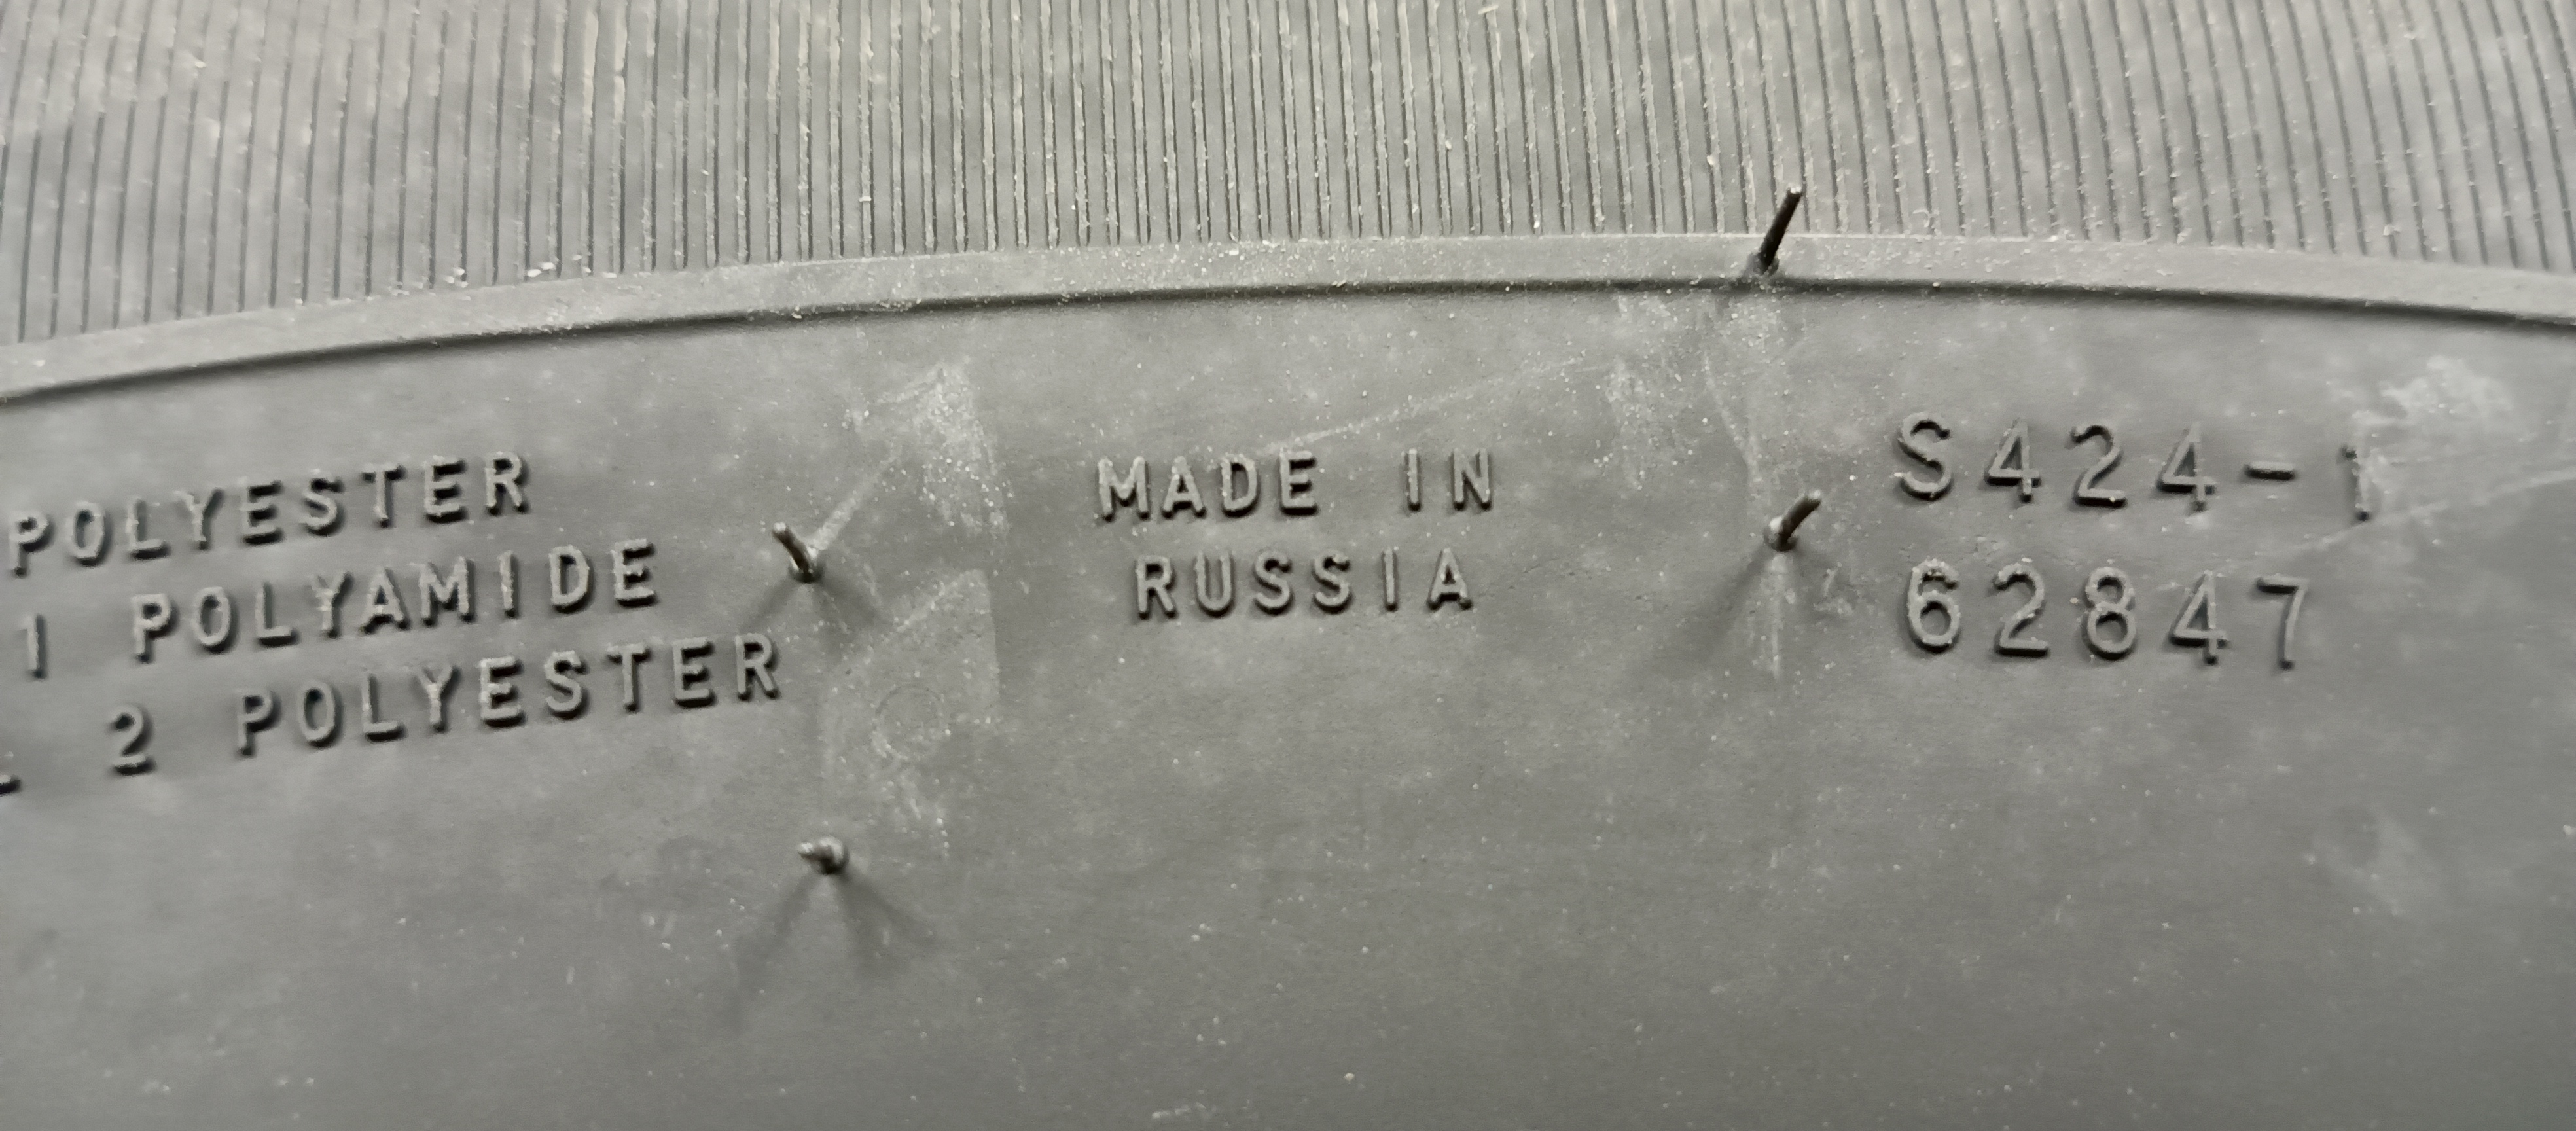 POLYESTER
1 POLYAMIDE
2 POLYESTER
MADE IN
RUSSIA
S424-1
62847